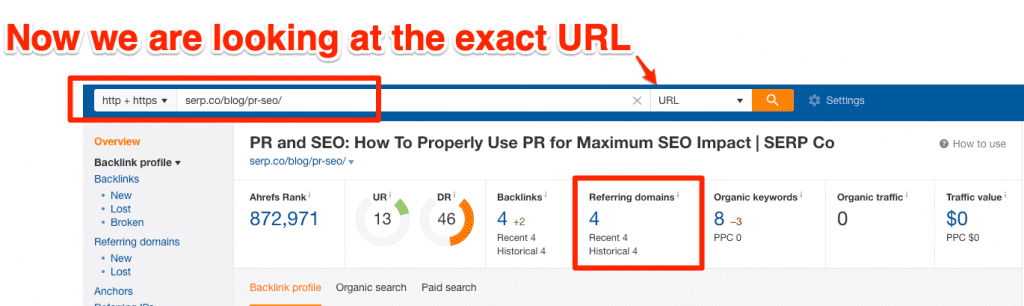 Now we are looking at the exact URL
http + https ▾ serp.co/blog/pr-seo/ × URL ▾ Settings
Overview
Backlink profile ▾
Backlinks
• New
• Lost
• Broken
Referring domains
• New
• Lost
Anchors
Referring IPs
PR and SEO: How To Properly Use PR for Maximum SEO Impact | SERP Co
? How to use
serp.co/blog/pr-seo/ ▾
Ahrefs Rank i
872,971
UR i
13
DR i
46
Backlinks i
4 +2
Recent 4
Historical 4
Referring domains i
4
Recent 4
Historical 4
Organic keywords i
8 −3
PPC 0
Organic traffic i
0
Traffic value i
$0
PPC $0
Backlink profile Organic search Paid search